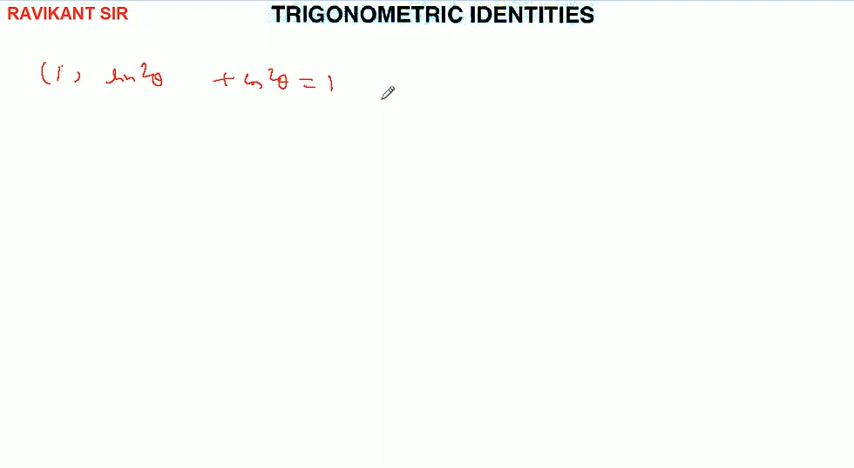 RAVIKANT SIR
TRIGONOMETRIC IDENTITIES
(i) sin²θ + cos²θ = 1